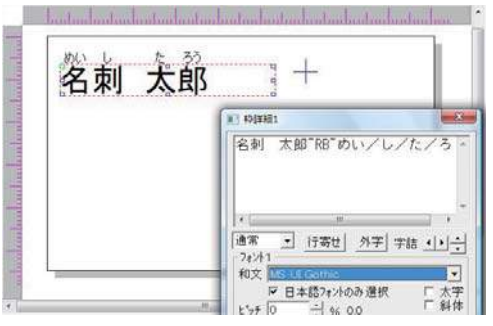 めい し た ろう
名刺 太郎
枠詳細1
名刺 太郎~RB~めい/し/た/ろ
通常 行寄せ 外字 字詰
フォント1
和文 MS UI Gothic
日本語フォントのみ選択 太字
ピッチ 0 % 0.0 斜体